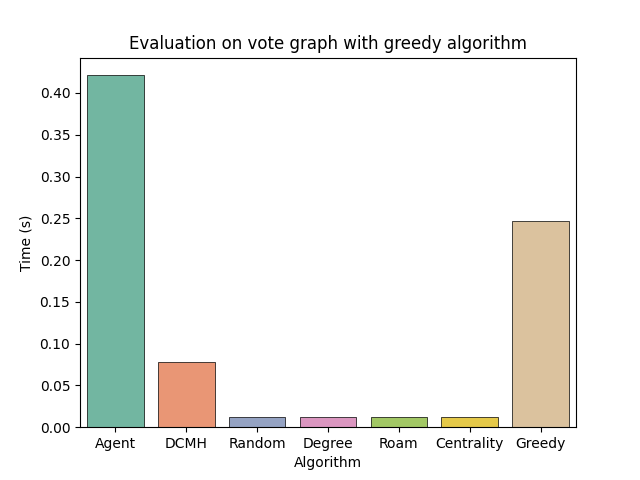 Evaluation on vote graph with greedy algorithm
Time (s)
0.40
0.35
0.30
0.25
0.20
0.15
0.10
0.05
0.00
Agent DCMH Random Degree Roam Centrality Greedy
Algorithm